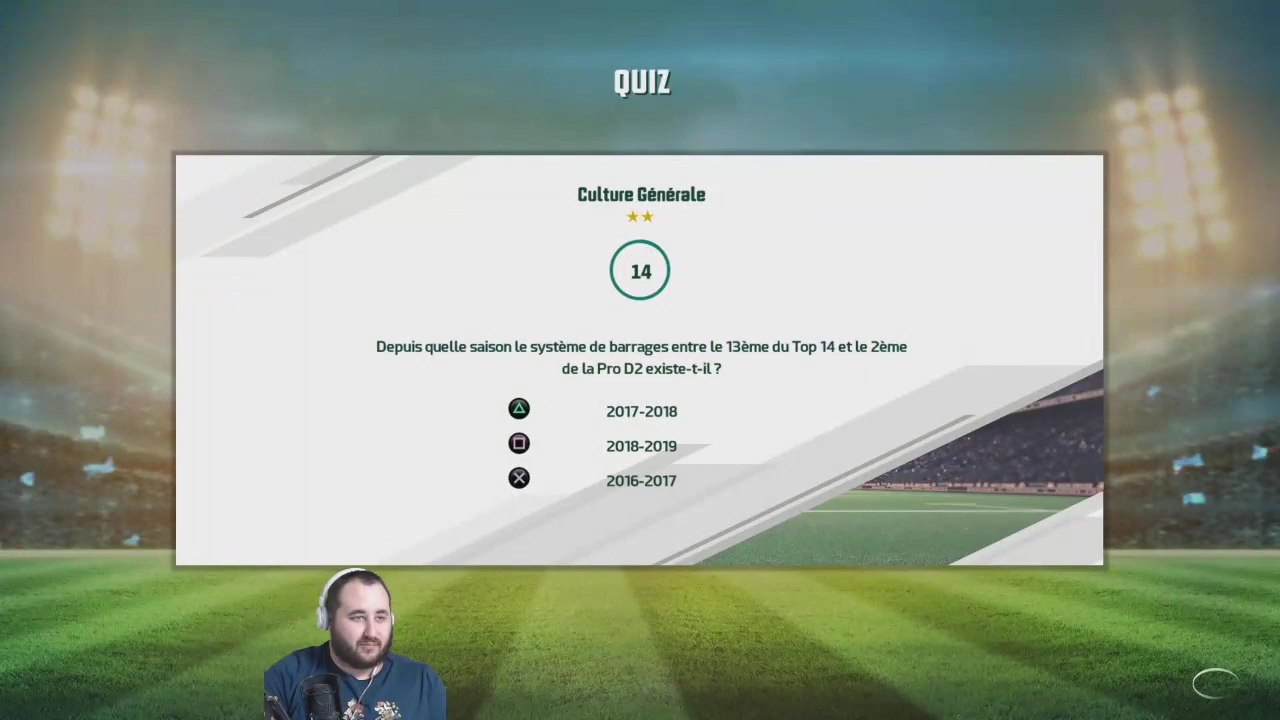 QUIZ
Culture Générale
14
Depuis quelle saison le système de barrages entre le 13ème du Top 14 et le 2ème
de la Pro D2 existe-t-il ?
2017-2018
2018-2019
2016-2017